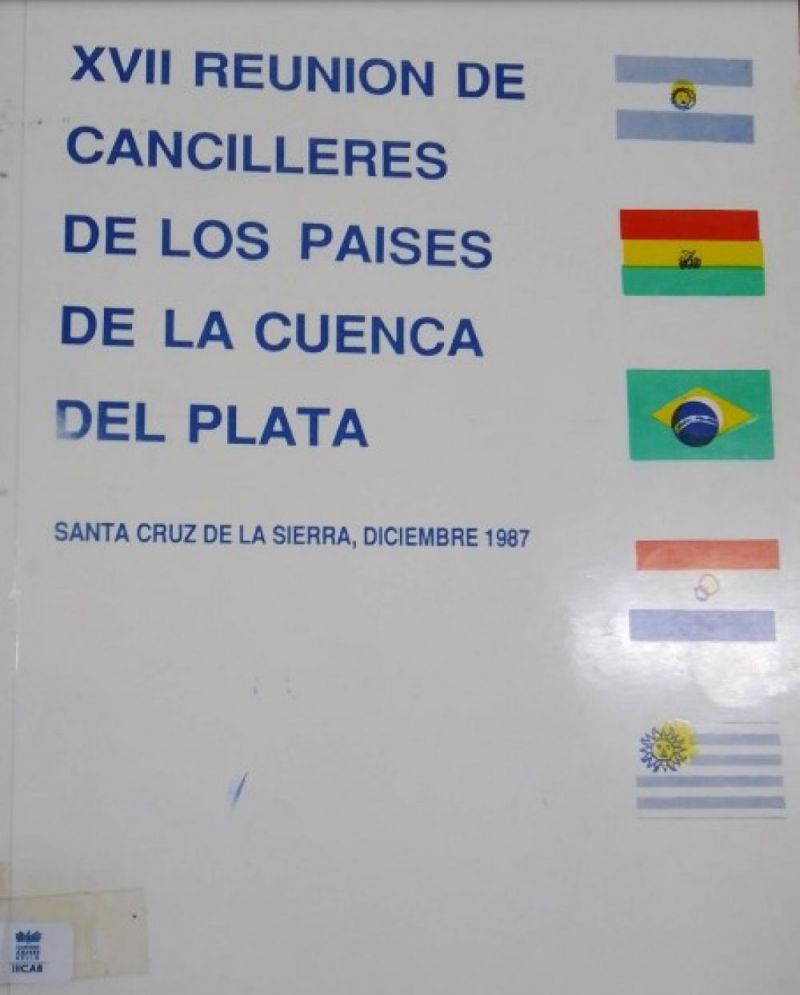 XVII REUNION DE
CANCILLERES
DE LOS PAISES
DE LA CUENCA
DEL PLATA
SANTA CRUZ DE LA SIERRA, DICIEMBRE 1987
IIICAB